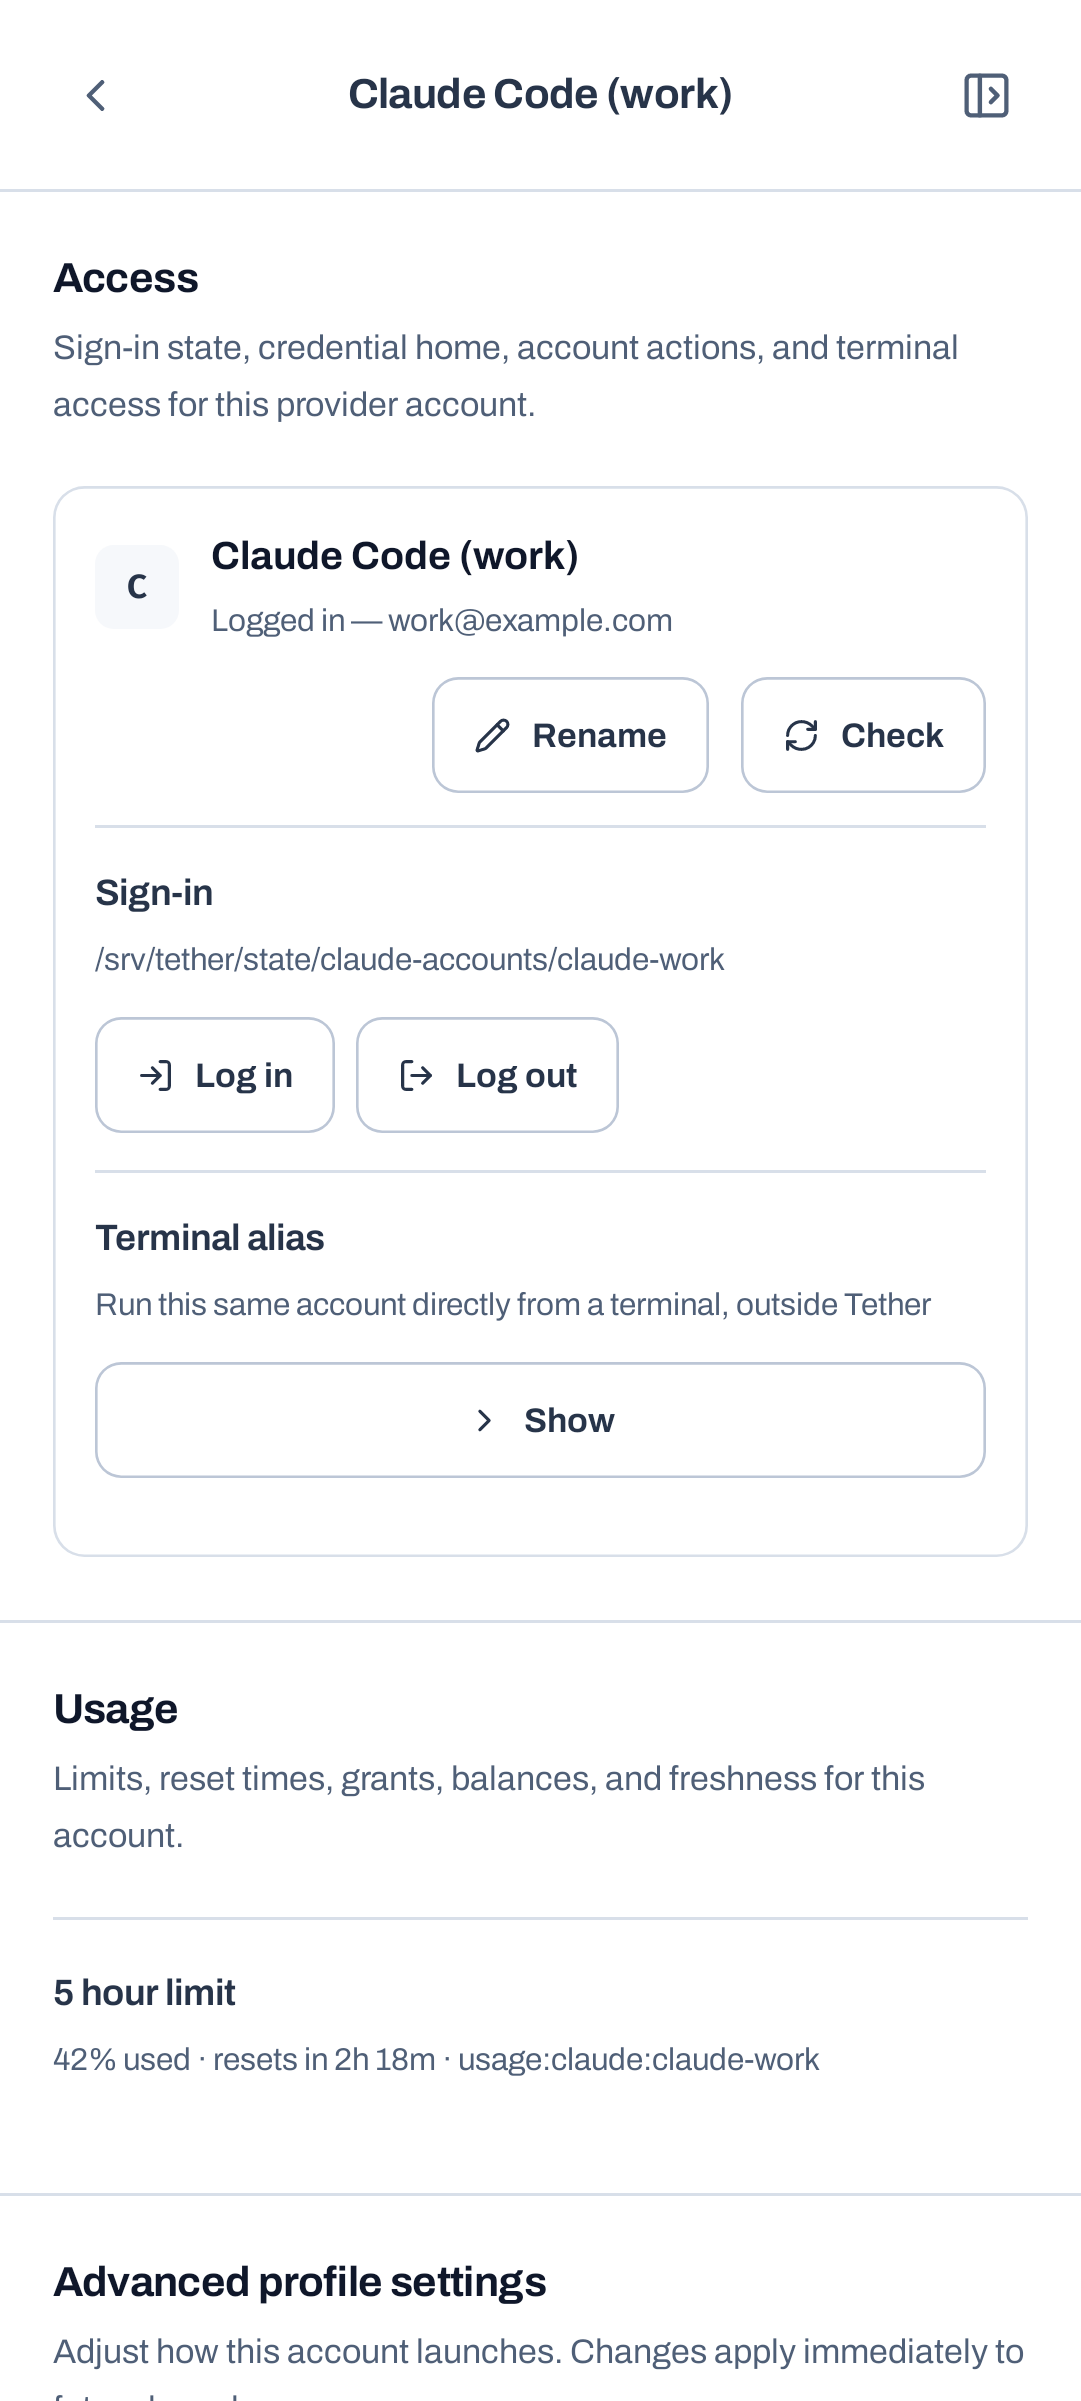 Claude Code (work)
Access
Sign-in state, credential home, account actions, and terminal
access for this provider account.
C
Claude Code (work)
Logged in — work@example.com
Rename
Check
Sign-in
/srv/tether/state/claude-accounts/claude-work
Log in
Log out
Terminal alias
Run this same account directly from a terminal, outside Tether
Show
Usage
Limits, reset times, grants, balances, and freshness for this
account.
5 hour limit
42% used · resets in 2h 18m · usage:claude:claude-work
Advanced profile settings
Adjust how this account launches. Changes apply immediately to